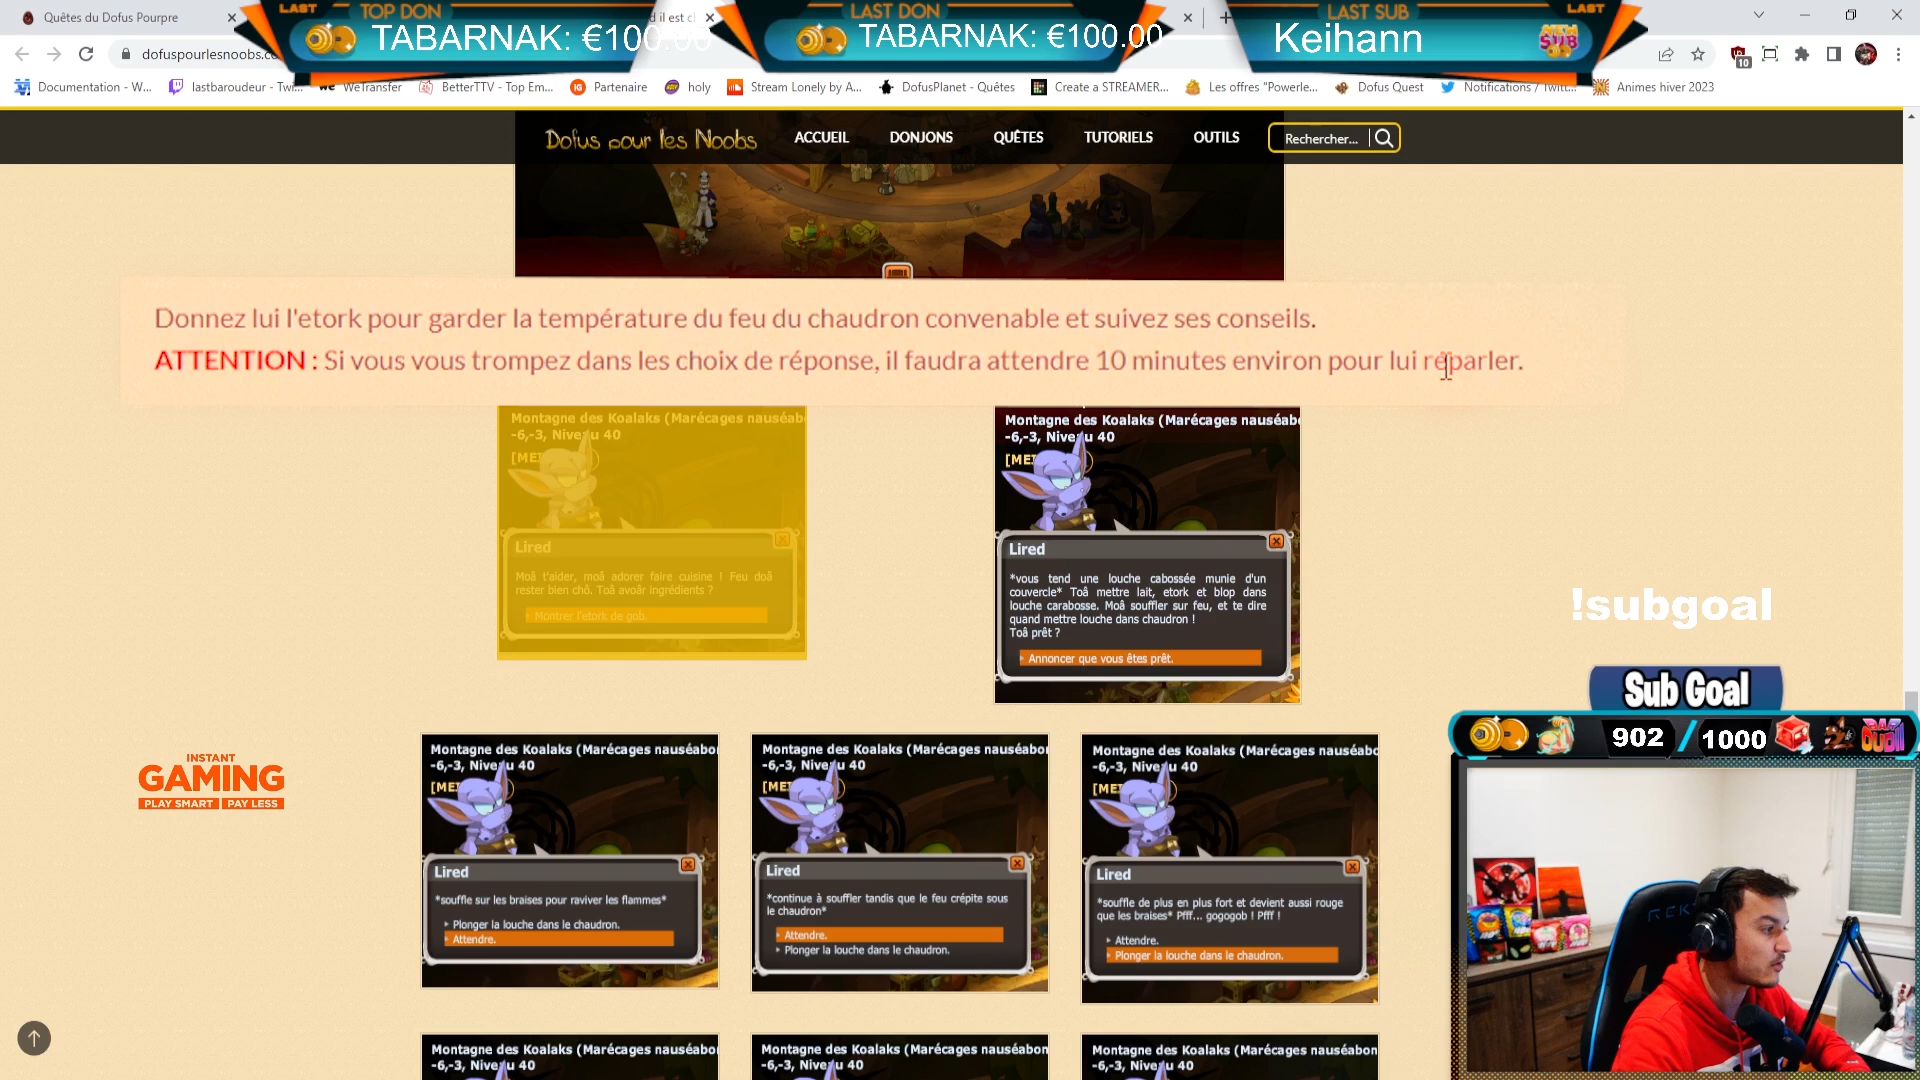 Quêtes du Dofus Pourpre
LAST
TOP DON
TABARNAK: €100.00
LAST DON
TABARNAK: €100.00
LAST SUB
LAST
Keihann
NEW SUB
dofuspourlesnoobs.co
10
Documentation - W...
lastbaroudeur - Twi...
WeTransfer
BetterTTV - Top Em...
Partenaire
holy
Stream Lonely by A...
DofusPlanet - Quêtes
Create a STREAMER...
Les offres "Powerle...
Dofus Quest
Notifications / Twitt...
Animes hiver 2023
Dofus pour les Noobs
ACCUEIL
DONJONS
QUÊTES
TUTORIELS
OUTILS
Rechercher...
Donnez lui l'etork pour garder la température du feu du chaudron convenable et suivez ses conseils.
ATTENTION : Si vous vous trompez dans les choix de réponse, il faudra attendre 10 minutes environ pour lui reparler.
Montagne des Koalaks (Marécages nauséab
-6,-3, Niveau 40
Lired
Moâ t'aider, moâ adorer faire cuisine ! Feu doâ
rester bien chô. Toâ avoâr ingrédients ?
Montrer l'etork de gob.
Montagne des Koalaks (Marécages nauséab
-6,-3, Niveau 40
Lired
*vous tend une louche cabossée munie d'un
couvercle* Toâ mettre lait, etork et blop dans
louche carabosse. Moâ souffler sur feu, et te dire
quand mettre louche dans chaudron !
Toâ prêt ?
Annoncer que vous êtes prêt.
!subgoal
Sub Goal
902 / 1000
INSTANT
GAMING
PLAY SMART PAY LESS
Montagne des Koalaks (Marécages nauséabo
-6,-3, Niveau 40
Lired
*souffle sur les braises pour raviver les flammes*
Plonger la louche dans le chaudron.
Attendre.
Montagne des Koalaks (Marécages nauséabo
-6,-3, Niveau 40
Lired
*continue à souffler tandis que le feu crépite sous
le chaudron*
Attendre.
Plonger la louche dans le chaudron.
Montagne des Koalaks (Marécages nauséab
-6,-3, Niveau 40
Lired
*souffle de plus en plus fort et devient aussi rouge
que les braises* Pfff... gogogob ! Pfff !
Attendre.
Plonger la louche dans le chaudron.
Montagne des Koalaks (Marécages nauséabo
-6,-3, Niveau 40
Montagne des Koalaks (Marécages nauséabon
-6,-3, Niveau 40
Montagne des Koalaks (Marécages nauséabon
-6,-3, Niveau 40